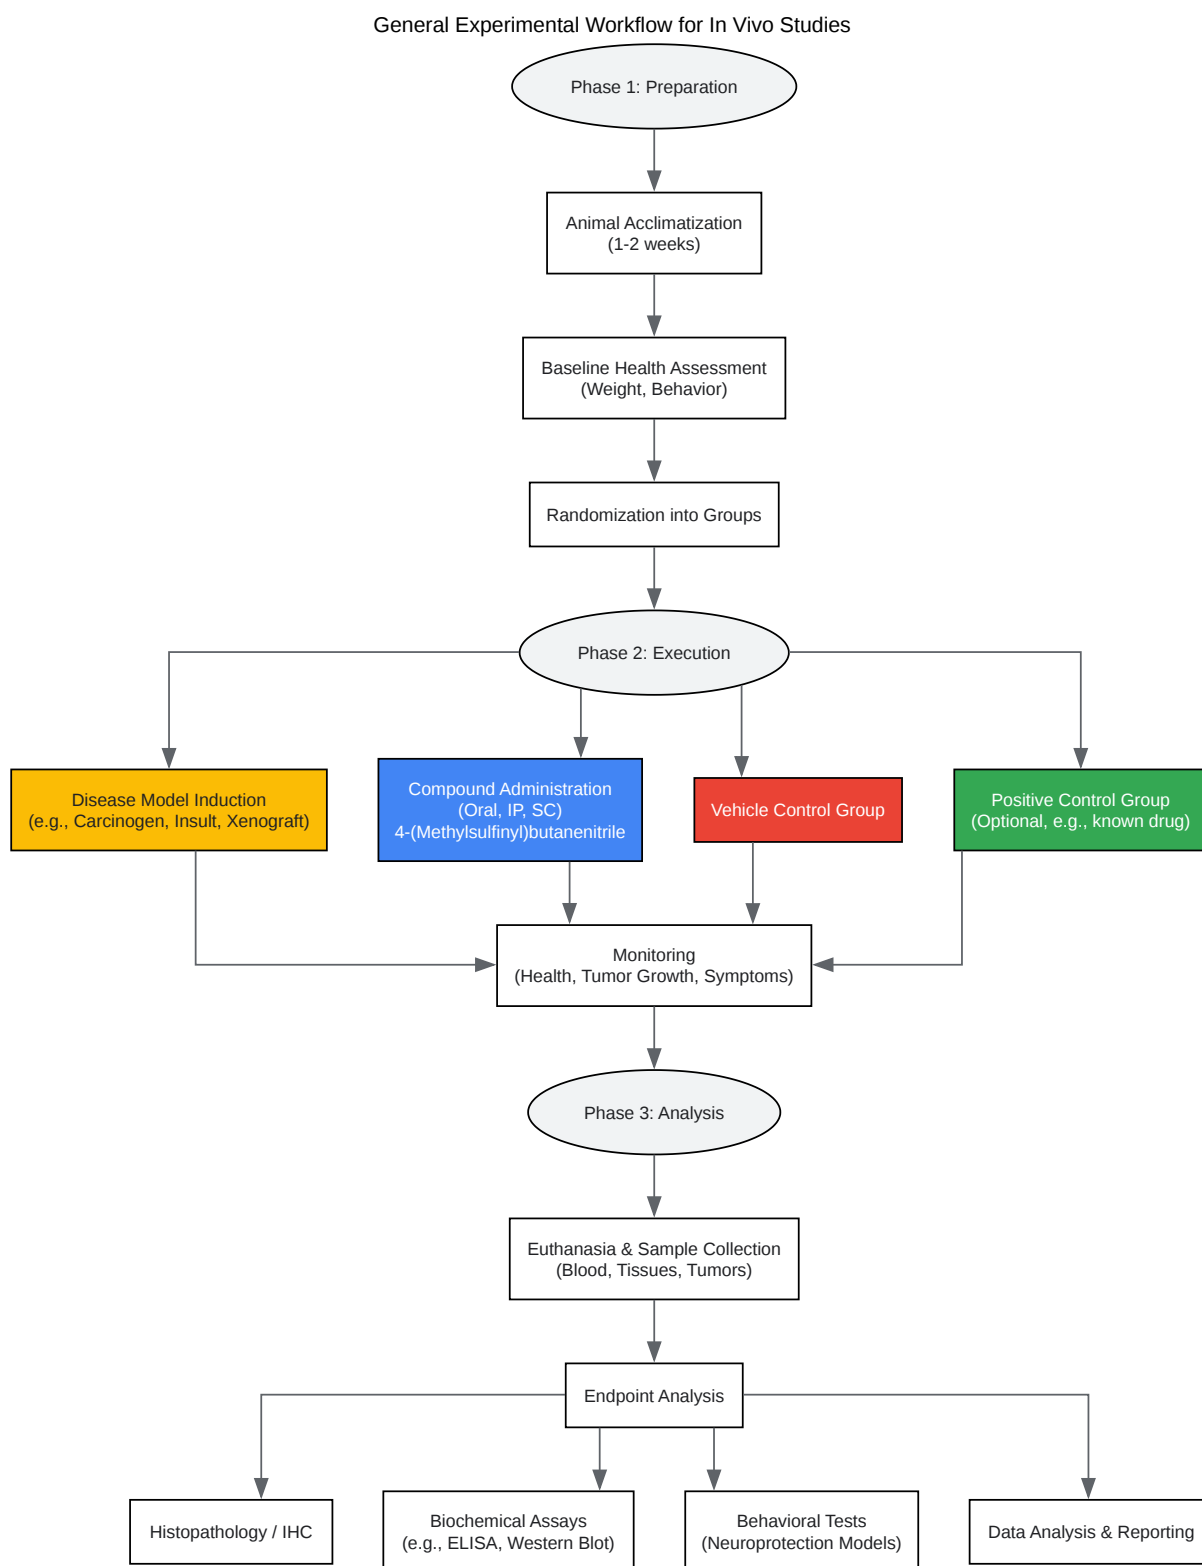 General Experimental Workflow for In Vivo Studies
Phase 1: Preparation
Animal Acclimatization
(1-2 weeks)
Baseline Health Assessment
(Weight, Behavior)
Randomization into Groups
Phase 2: Execution
Disease Model Induction
(e.g., Carcinogen, Insult, Xenograft)
Compound Administration
(Oral, IP, SC)
4-(Methylsulfinyl)butanenitrile
Vehicle Control Group
Positive Control Group
(Optional, e.g., known drug)
Monitoring
(Health, Tumor Growth, Symptoms)
Phase 3: Analysis
Euthanasia & Sample Collection
(Blood, Tissues, Tumors)
Endpoint Analysis
Histopathology / IHC
Biochemical Assays
(e.g., ELISA, Western Blot)
Behavioral Tests
(Neuroprotection Models)
Data Analysis & Reporting